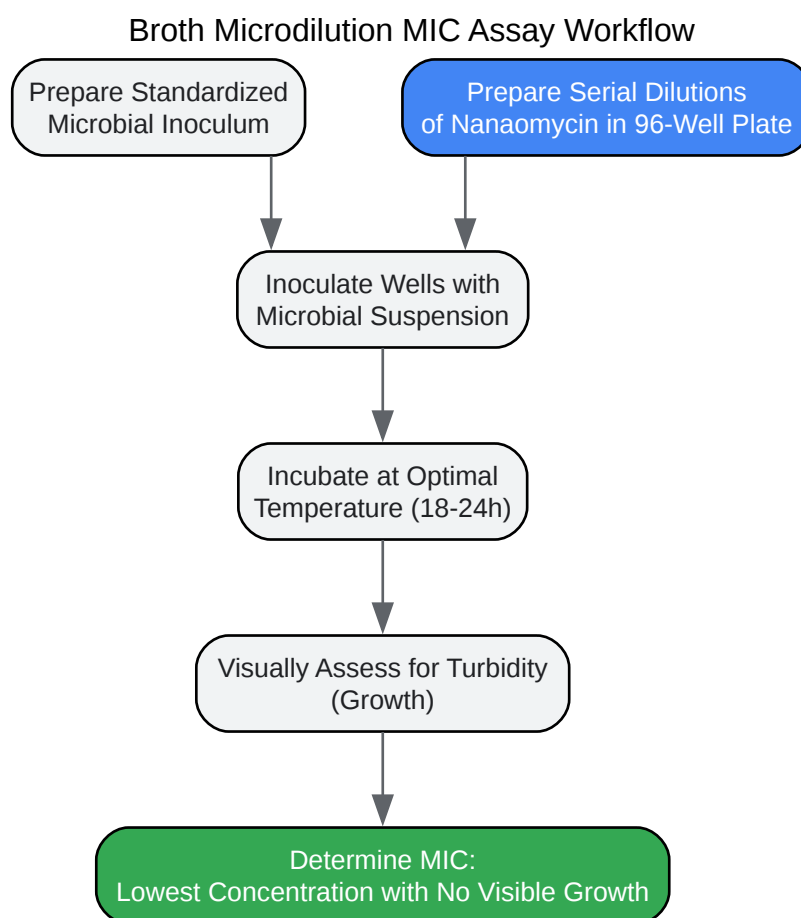 Broth Microdilution MIC Assay Workflow
Prepare Standardized
Microbial Inoculum
Prepare Serial Dilutions
of Nanaomycin in 96-Well Plate
Inoculate Wells with
Microbial Suspension
Incubate at Optimal
Temperature (18-24h)
Visually Assess for Turbidity
(Growth)
Determine MIC:
Lowest Concentration with No Visible Growth